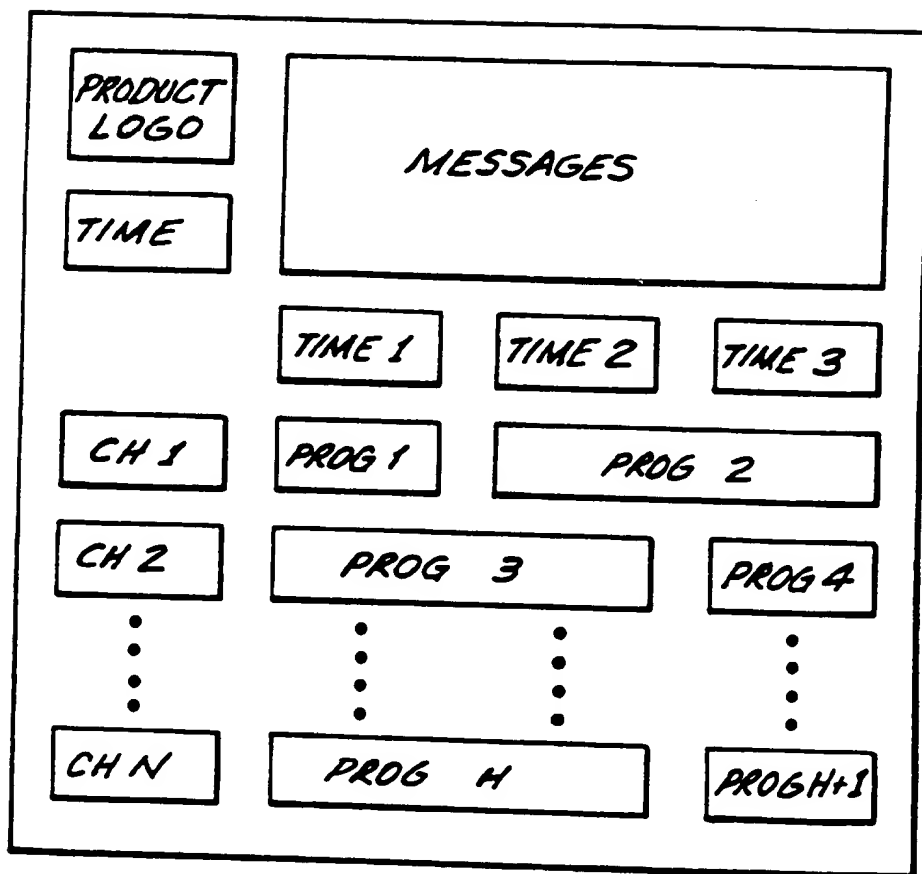 PRODUCT
LOGO
MESSAGES
TIME
TIME 1
TIME 2
TIME 3
CH 1
PROG 1
PROG 2
CH 2
PROG 3
PROG 4
CH N
PROG H
PROG H+1